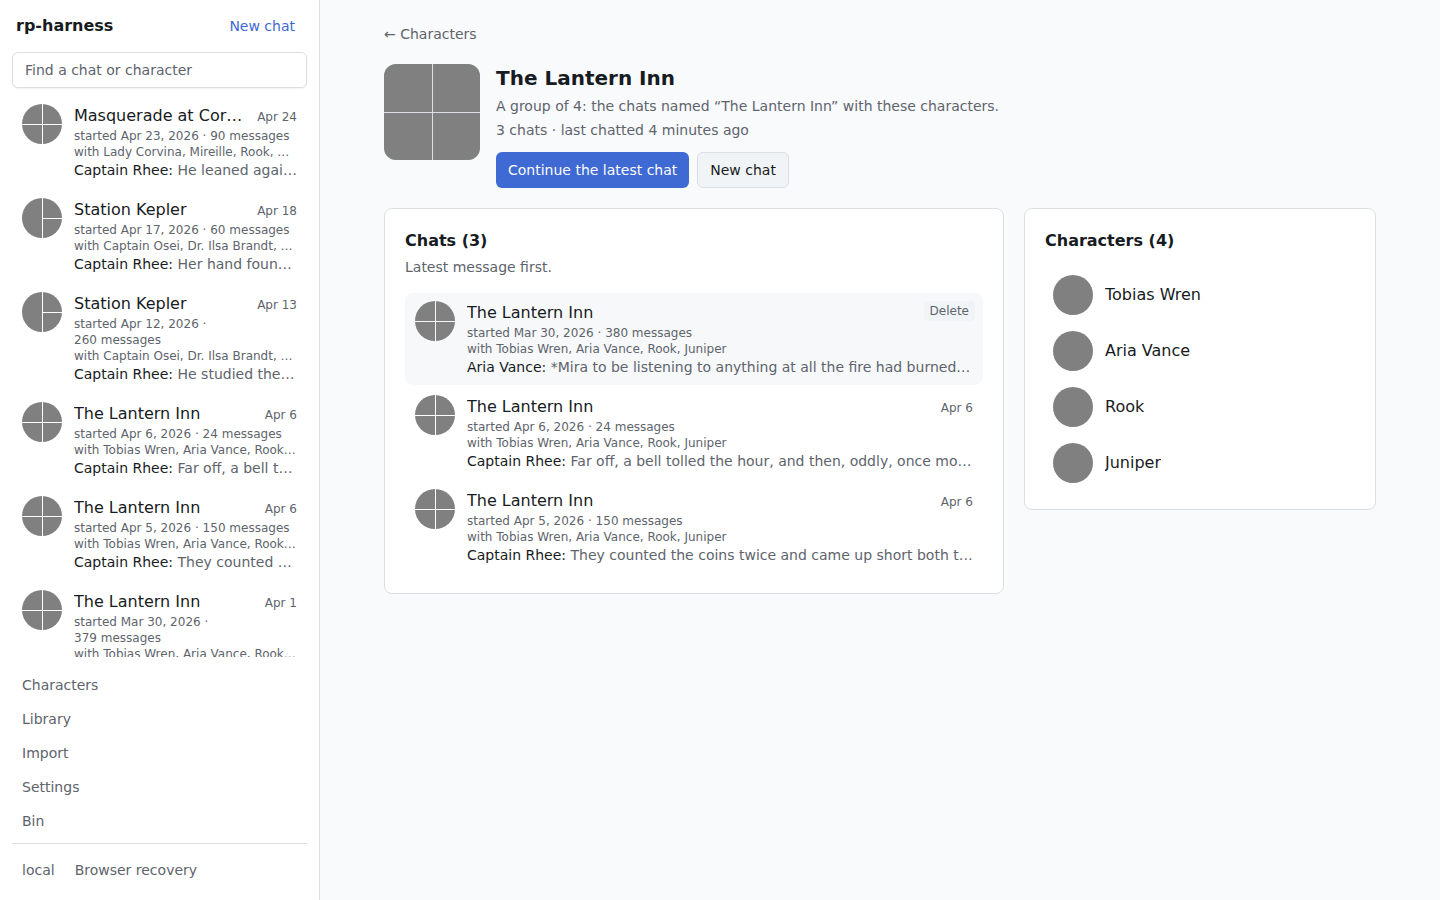 rp-harness
New chat
Find a chat or character
Masquerade at Cor…
Apr 24
started Apr 23, 2026 · 90 messages
with Lady Corvina, Mireille, Rook, …
Captain Rhee: He leaned agai…
Station Kepler
Apr 18
started Apr 17, 2026 · 60 messages
with Captain Osei, Dr. Ilsa Brandt, …
Captain Rhee: Her hand foun…
Station Kepler
Apr 13
started Apr 12, 2026 ·
260 messages
with Captain Osei, Dr. Ilsa Brandt, …
Captain Rhee: He studied the…
The Lantern Inn
Apr 6
started Apr 6, 2026 · 24 messages
with Tobias Wren, Aria Vance, Rook…
Captain Rhee: Far off, a bell t…
The Lantern Inn
Apr 6
started Apr 5, 2026 · 150 messages
with Tobias Wren, Aria Vance, Rook…
Captain Rhee: They counted …
The Lantern Inn
Apr 1
started Mar 30, 2026 ·
379 messages
with Tobias Wren, Aria Vance, Rook…
Characters
Library
Import
Settings
Bin
local
Browser recovery
← Characters
The Lantern Inn
A group of 4: the chats named “The Lantern Inn” with these characters.
3 chats · last chatted 4 minutes ago
Continue the latest chat
New chat
Chats (3)
Latest message first.
The Lantern Inn
Delete
started Mar 30, 2026 · 380 messages
with Tobias Wren, Aria Vance, Rook, Juniper
Aria Vance: *Mira to be listening to anything at all the fire had burned…
The Lantern Inn
Apr 6
started Apr 6, 2026 · 24 messages
with Tobias Wren, Aria Vance, Rook, Juniper
Captain Rhee: Far off, a bell tolled the hour, and then, oddly, once mo…
The Lantern Inn
Apr 6
started Apr 5, 2026 · 150 messages
with Tobias Wren, Aria Vance, Rook, Juniper
Captain Rhee: They counted the coins twice and came up short both t…
Characters (4)
Tobias Wren
Aria Vance
Rook
Juniper